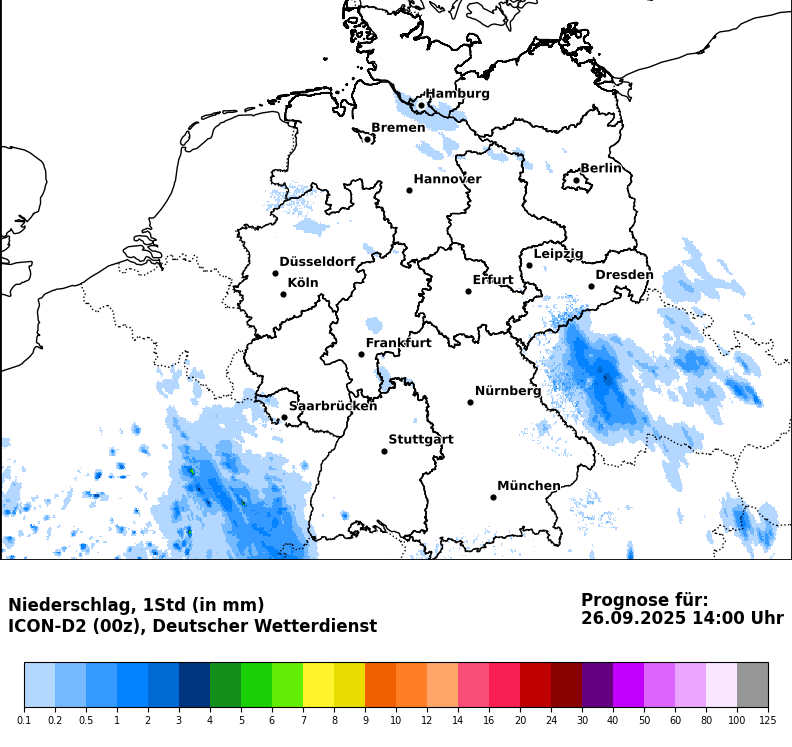 Hamburg
Bremen
Berlin
Hannover
Leipzig
Düsseldorf
Dresden
Köln
Erfurt
Frankfurt
Nürnberg
Saarbrücken
Stuttgart
München
Niederschlag, 1Std (in mm)
ICON-D2 (00z), Deutscher Wetterdienst
Prognose für:
26.09.2025 14:00 Uhr
0.1 0.2 0.5 1 2 3 4 5 6 7 8 9 10 12 14 16 20 24 30 40 50 60 80 100 125